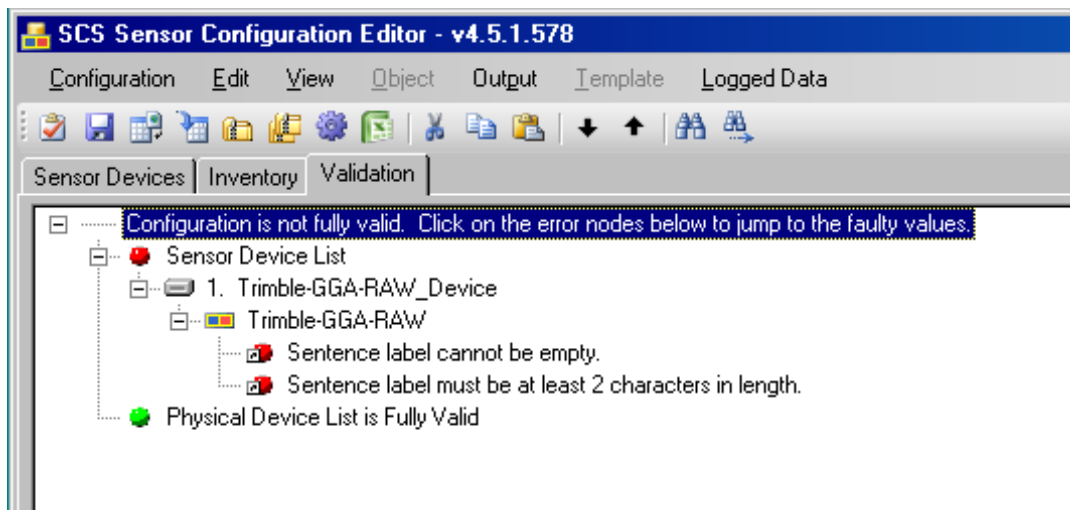 SCS Sensor Configuration Editor - v4.5.1.578
Configuration Edit View Object Output Template Logged Data
Sensor Devices Inventory Validation
Configuration is not fully valid. Click on the error nodes below to jump to the faulty values.
Sensor Device List
1. Trimble-GGA-RAW_Device
Trimble-GGA-RAW
Sentence label cannot be empty.
Sentence label must be at least 2 characters in length.
Physical Device List is Fully Valid